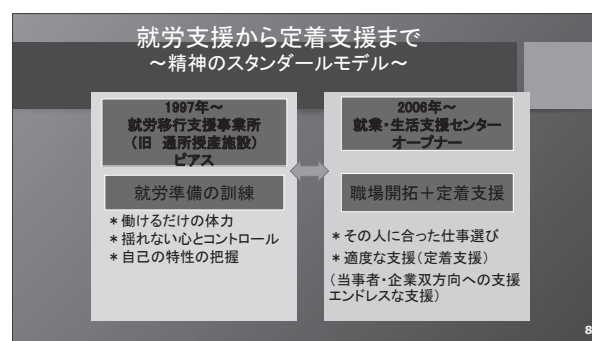 就労支援から定着支援まで
～精神のスタンダールモデル～
1997年～
就労移行支援事業所
（旧　通所授産施設）
ピアス
就労準備の訓練
＊働けるだけの体力
＊揺れない心とコントロール
＊自己の特性の把握
2006年～
就業・生活支援センター
オープナー
職場開拓＋定着支援
＊その人に合った仕事選び
＊適度な支援（定着支援）
（当事者・企業双方向への支援
エンドレスな支援）
8